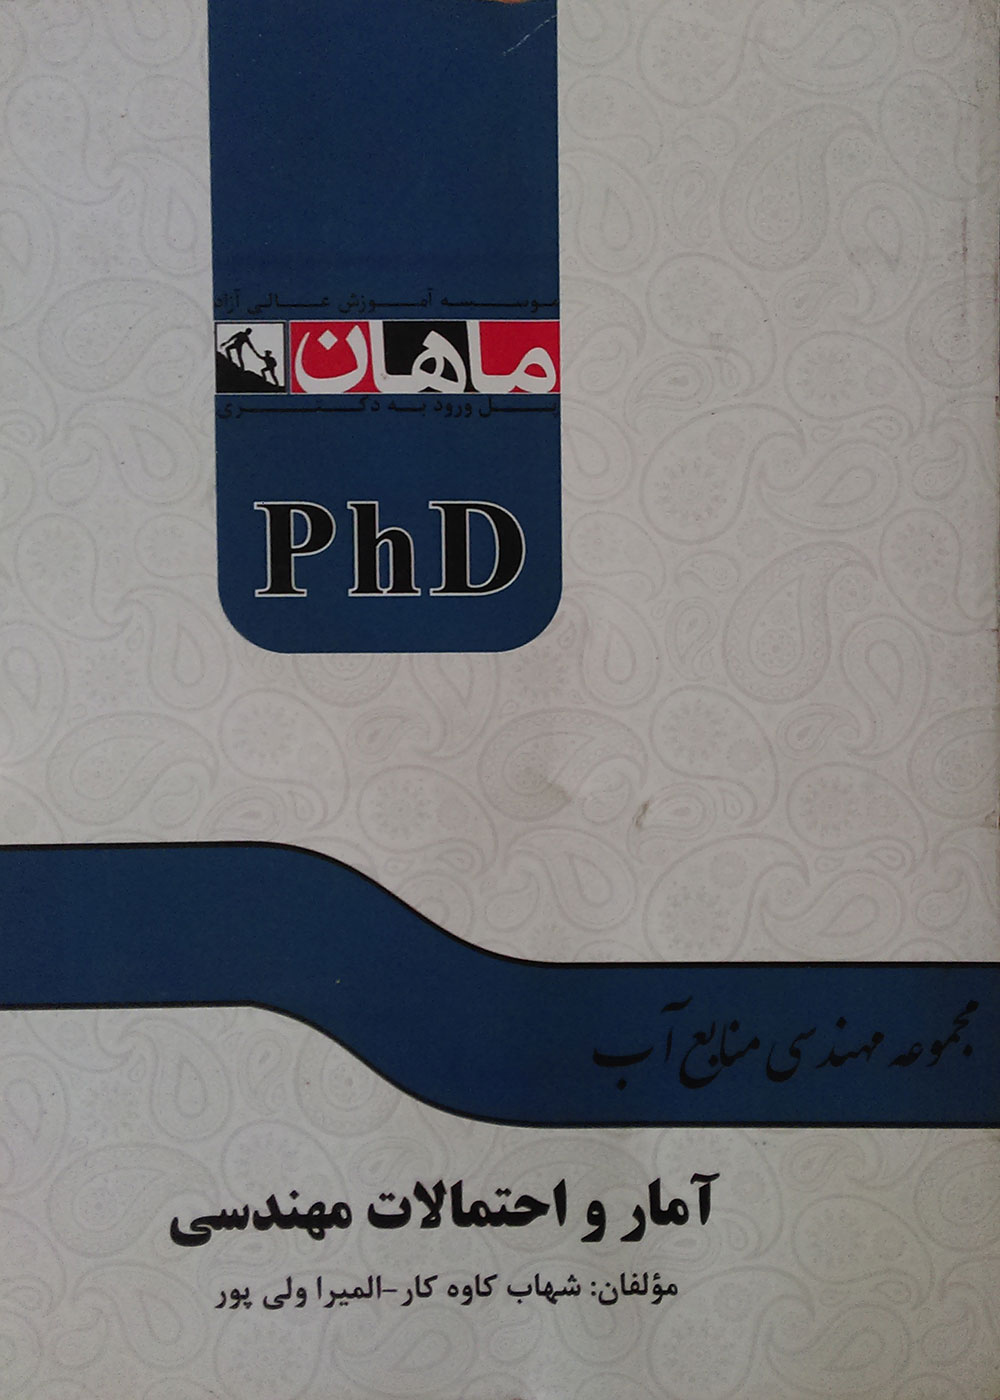 موسسه آموزش عالی آزاد
ماهان
پل ورود به دکتری
PhD
مجموعه مهندسی منابع آب
آمار و احتمالات مهندسی
مؤلفان: شهاب کاوه کار-المیرا ولی پور